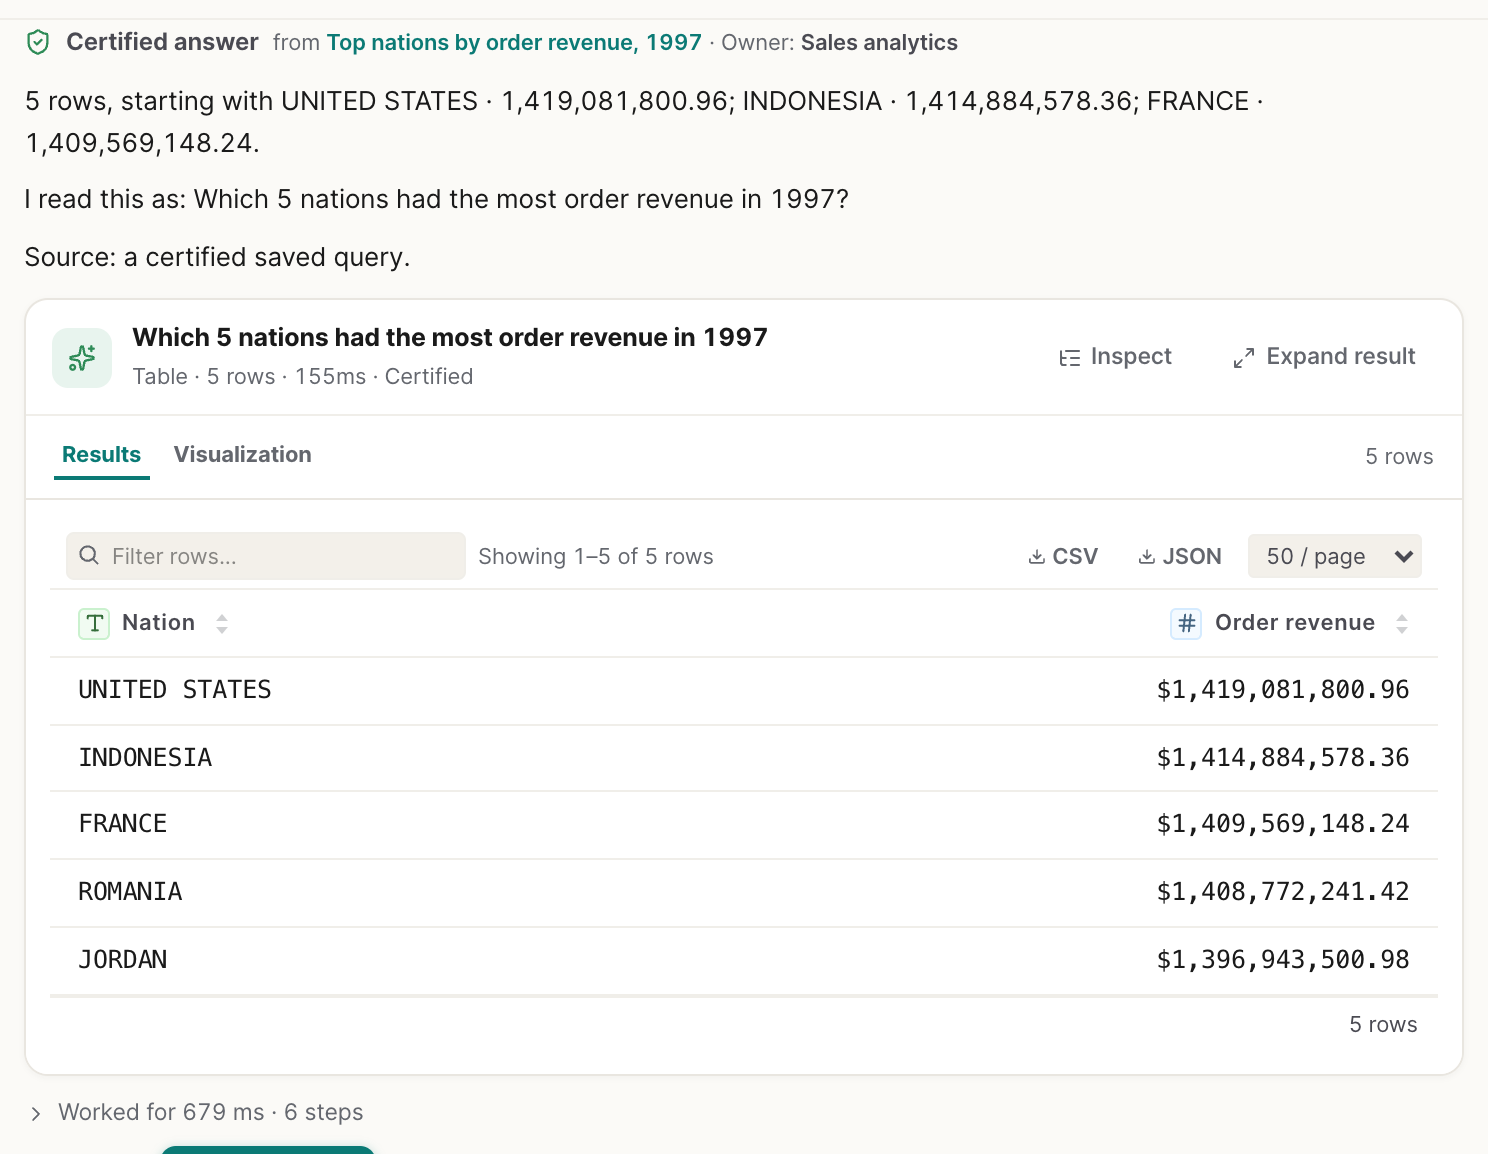 Certified answer from Top nations by order revenue, 1997 · Owner: Sales analytics
5 rows, starting with UNITED STATES · 1,419,081,800.96; INDONESIA · 1,414,884,578.36; FRANCE ·
1,409,569,148.24.
I read this as: Which 5 nations had the most order revenue in 1997?
Source: a certified saved query.
Which 5 nations had the most order revenue in 1997
Table · 5 rows · 155ms · Certified
Inspect
Expand result
Results
Visualization
5 rows
Filter rows...
Showing 1–5 of 5 rows
CSV
JSON
50 / page
Nation
Order revenue
UNITED STATES $1,419,081,800.96
INDONESIA $1,414,884,578.36
FRANCE $1,409,569,148.24
ROMANIA $1,408,772,241.42
JORDAN $1,396,943,500.98
5 rows
Worked for 679 ms · 6 steps